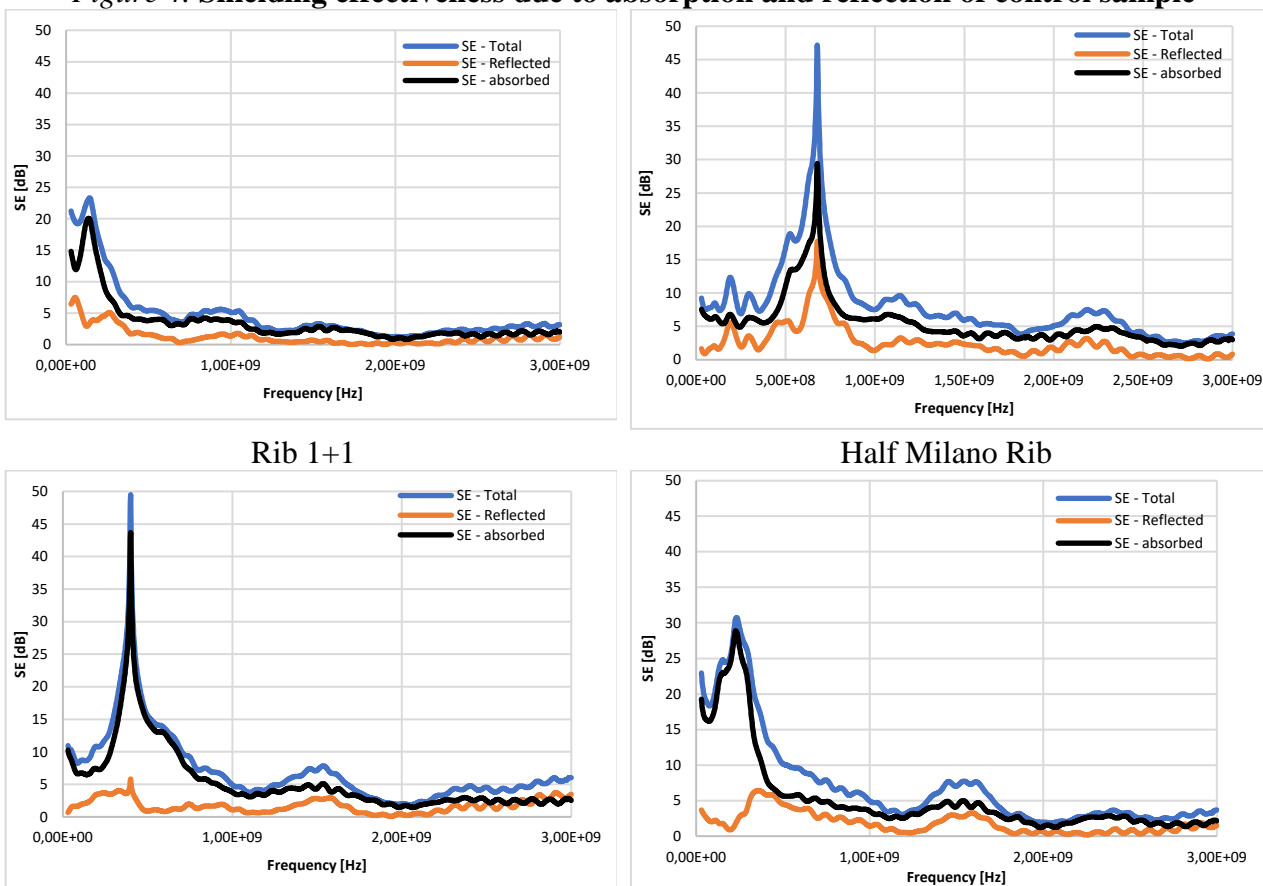 Figure Shielding effectiveness due to absorption and reflection of control sample
SE - Total
SE - Reflected
SE - absorbed
50
45
40
35
30
25
20
15
10
5
0
SE [dB]
0,00E+00 1,00E+09 2,00E+09 3,00E+09
Frequency [Hz]
SE - Total
SE - Reflected
SE - absorbed
50
45
40
35
30
25
20
15
10
5
0
SE [dB]
0,00E+00 5,00E+08 1,00E+09 1,50E+09 2,00E+09 2,50E+09 3,00E+09
Frequency [Hz]
Rib 1+1
Half Milano Rib
SE - Total
SE - Reflected
SE - absorbed
50
45
40
35
30
25
20
15
10
5
0
SE [dB]
0,00E+00 1,00E+09 2,00E+09 3,00E+09
Frequency [Hz]
SE - Total
SE - Reflected
SE - absorbed
50
45
40
35
30
25
20
15
10
5
0
SE [dB]
0,00E+00 1,00E+09 2,00E+09 3,00E+09
Frequency [Hz]